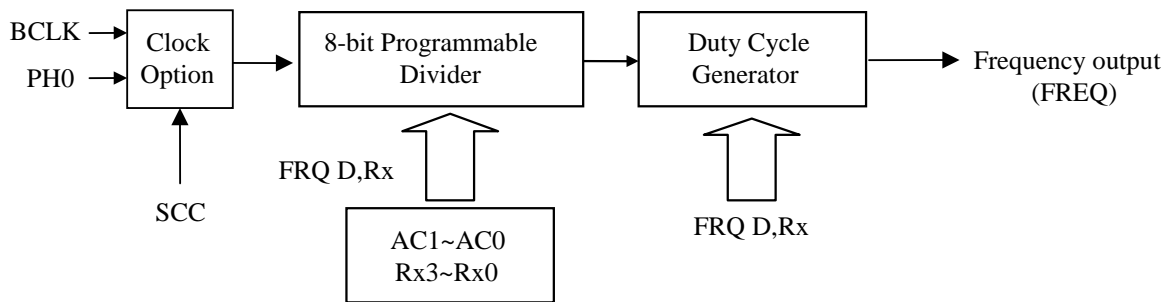 BCLK
PH0
Clock
Option
SCC
8-bit Programmable
Divider
FRQ D,Rx
AC1~AC0
Rx3~Rx0
Duty Cycle
Generator
FRQ D,Rx
Frequency output
(FREQ)